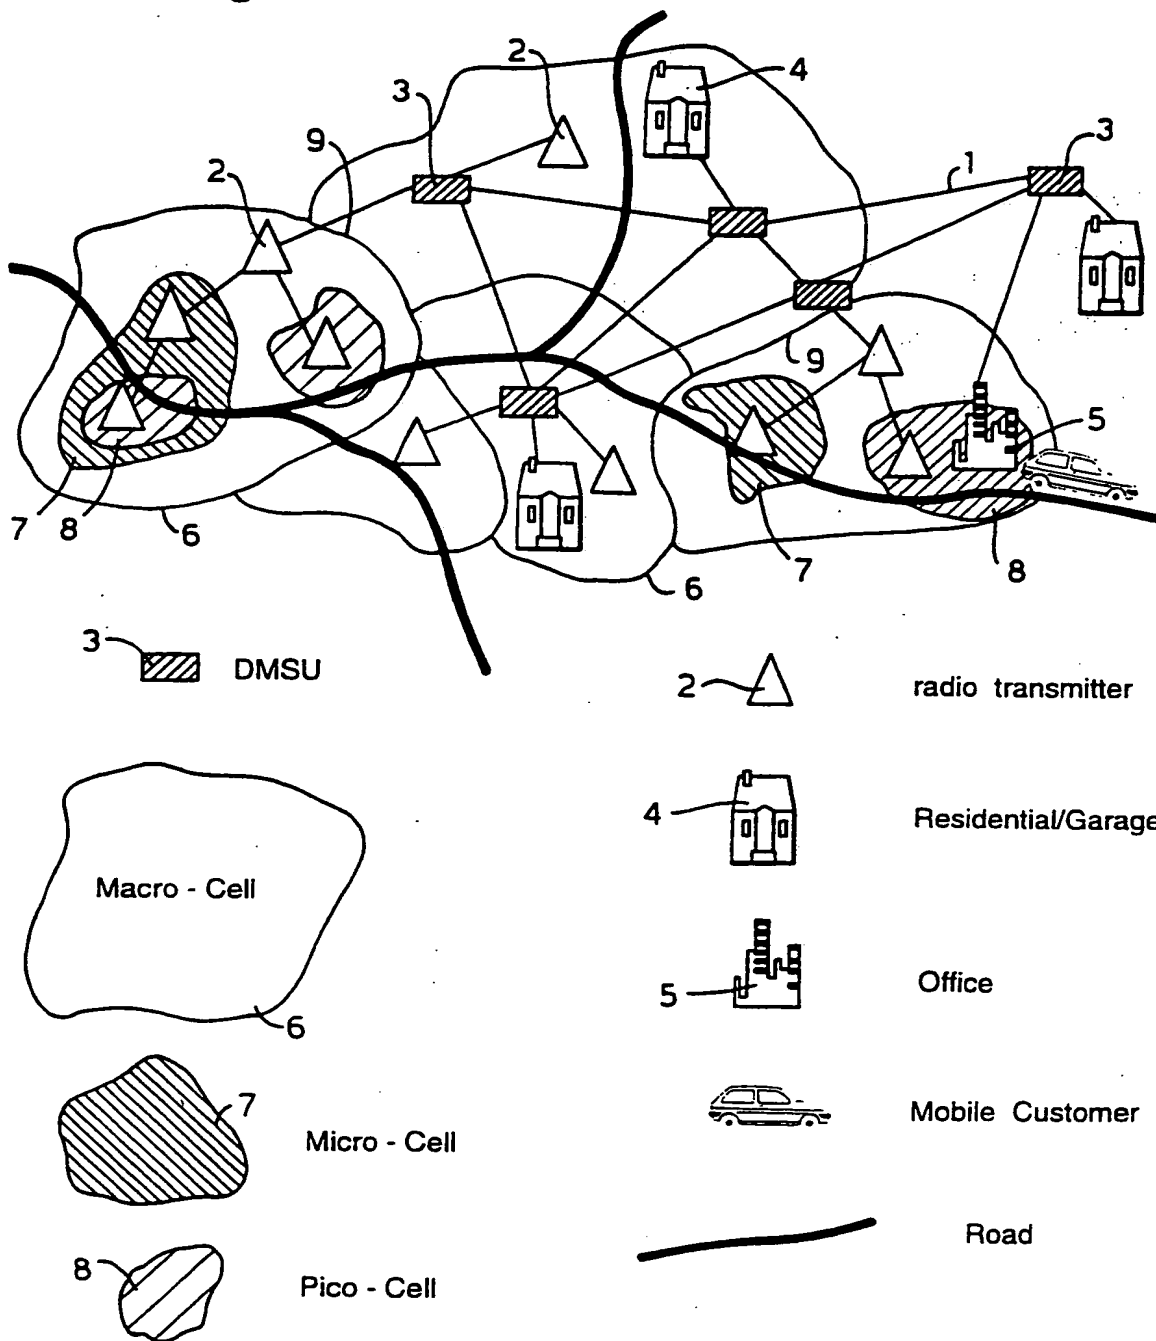 2
4
3
3
9
1
2
9
5
7
8
6
7
8
6
3
DMSU
2
radio transmitter
4
Residential/Garage
Macro - Cell
5
Office
6
7
Micro - Cell
Mobile Customer
Road
8
Pico - Cell